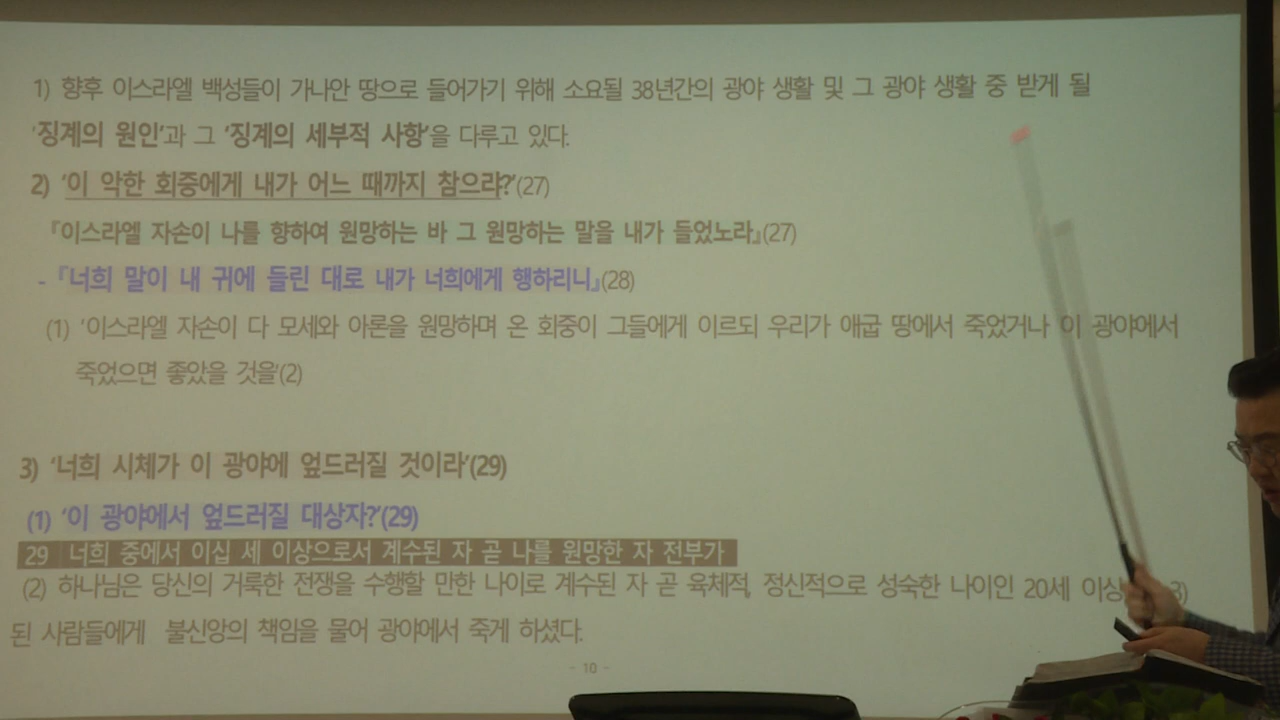 1) 향후 이스라엘 백성들이 가나안 땅으로 들어가기 위해 소요될 38년간의 광야 생활 및 그 광야 생활 중 받게 될
'징계의 원인'과 그 '징계의 세부적 사항'을 다루고 있다.
2) '이 악한 회중에게 내가 어느 때까지 참으랴?'(27)
『이스라엘 자손이 나를 향하여 원망하는 바 그 원망하는 말을 내가 들었노라』(27)
- 『너희 말이 내 귀에 들린 대로 내가 너희에게 행하리니』(28)
(1) '이스라엘 자손이 다 모세와 아론을 원망하며 온 회중이 그들에게 이르되 우리가 애굽 땅에서 죽었거나 이 광야에서
죽었으면 좋았을 것을'(2)
3) '너희 시체가 이 광야에 엎드러질 것이라'(29)
(1) '이 광야에서 엎드러질 대상자?'(29)
29 너희 중에서 이십 세 이상으로서 계수된 자 곧 나를 원망한 자 전부가
(2) 하나님은 당신의 거룩한 전쟁을 수행할 만한 나이로 계수된 자 곧 육체적, 정신적으로 성숙한 나이인 20세 3)
된 사람들에게 불신앙의 책임을 물어 광야에서 죽게 하셨다.
- 10 -